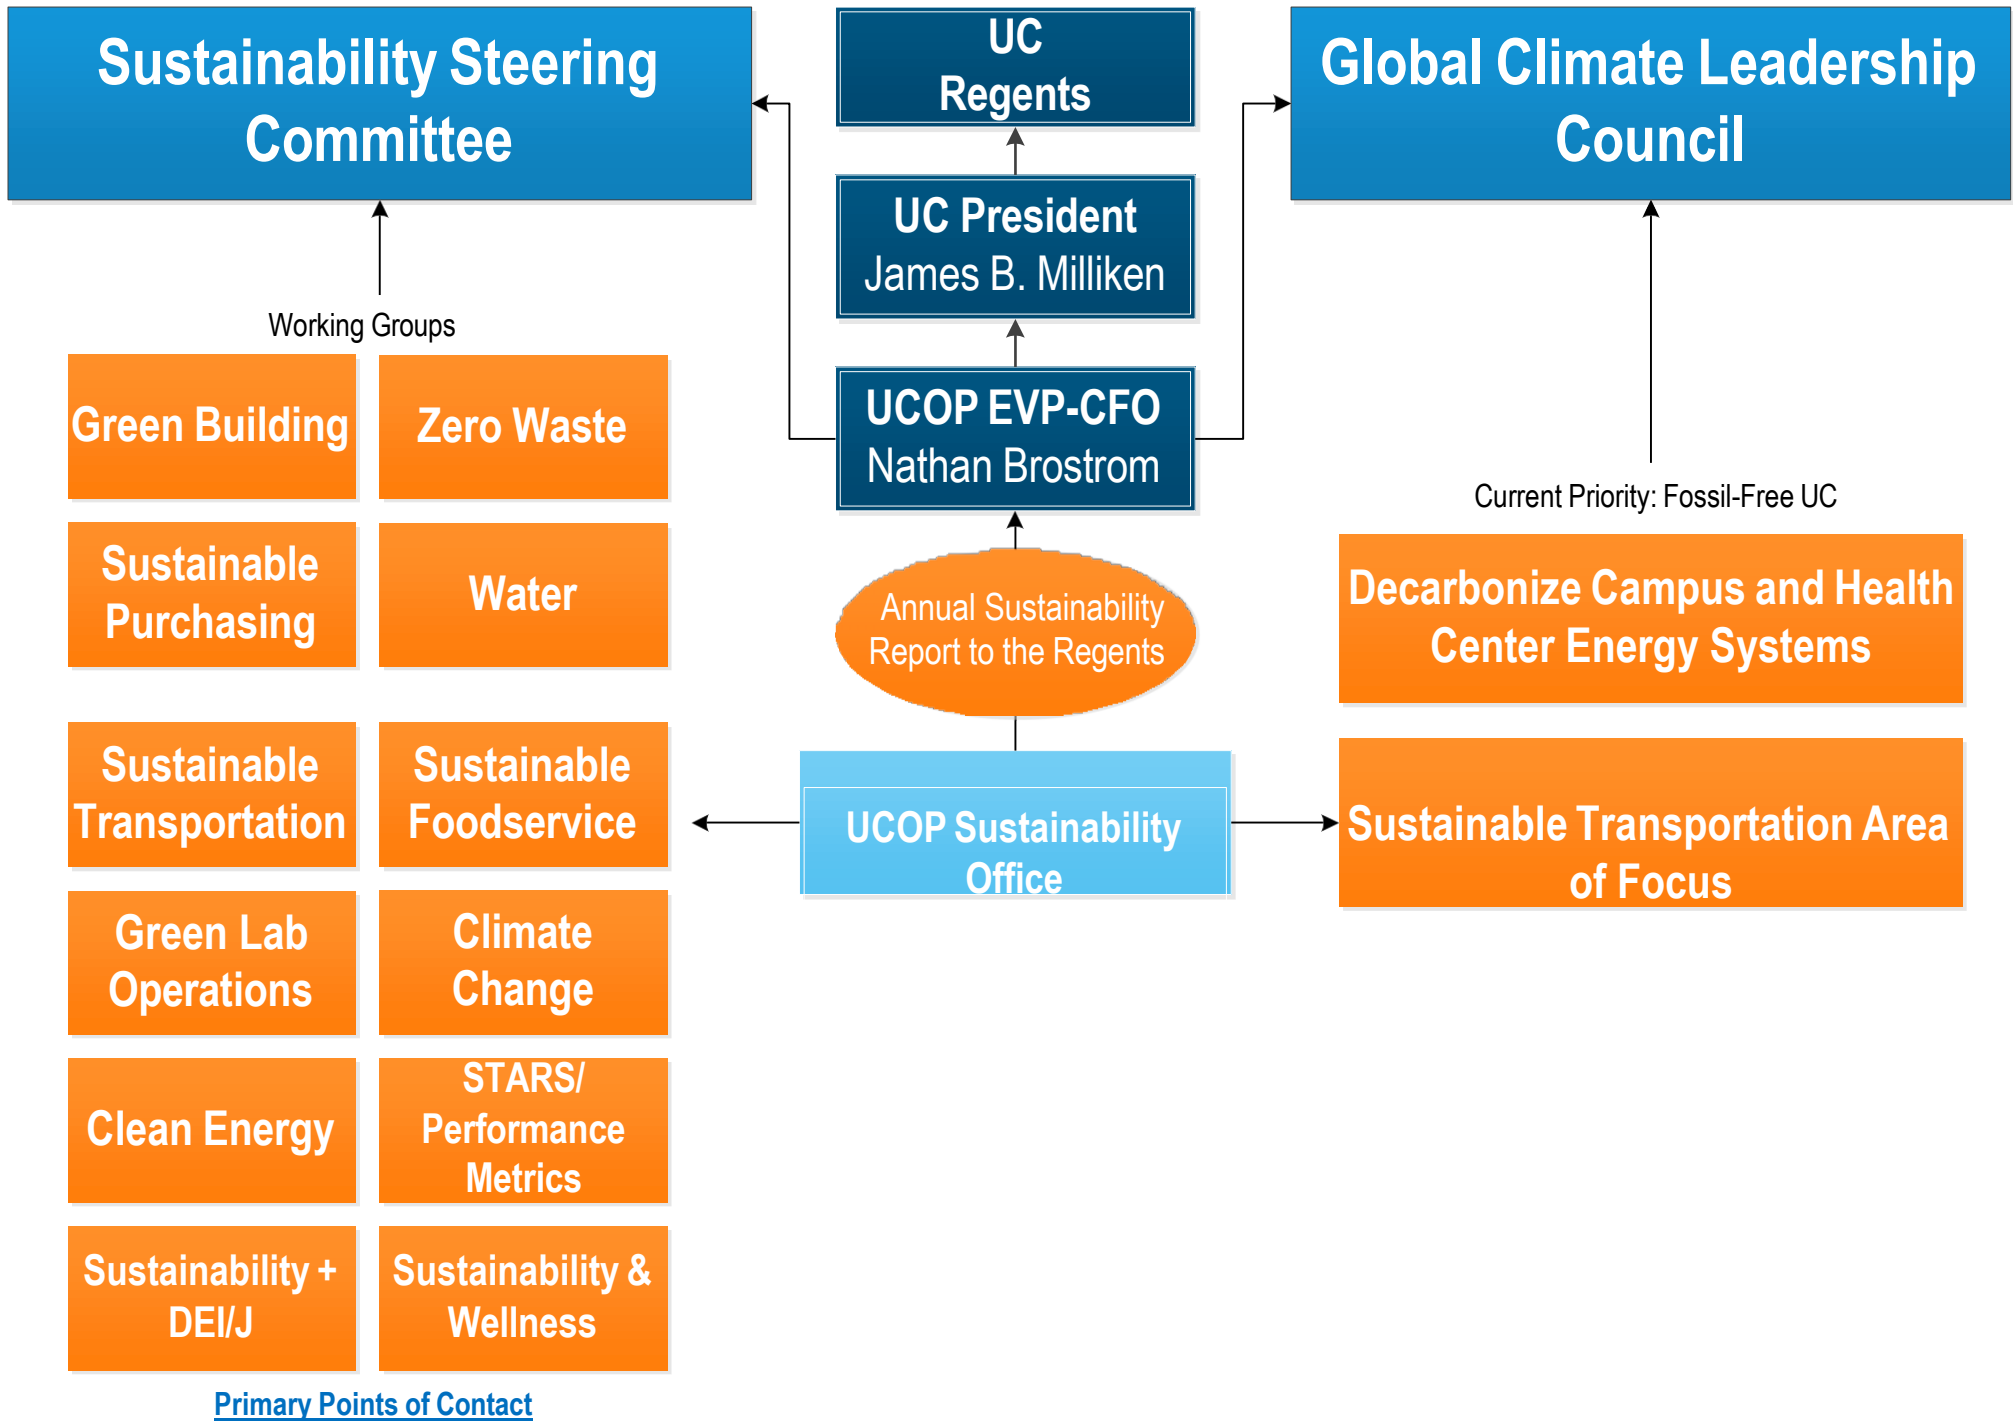 Sustainability Steering
Committee
UC
Regents
Global Climate Leadership
Council
UC President
James B. Milliken
UCOP EVP-CFO
Nathan Brostrom
Annual Sustainability
Report to the Regents
UCOP Sustainability
Office
Working Groups
Green Building
Zero Waste
Sustainable
Purchasing
Water
Sustainable
Transportation
Sustainable
Foodservice
Green Lab
Operations
Climate
Change
Clean Energy
STARS/
Performance
Metrics
Sustainability +
DEI/J
Sustainability &
Wellness
Primary Points of Contact
Current Priority: Fossil-Free UC
Decarbonize Campus and Health
Center Energy Systems
Sustainable Transportation Area
of Focus